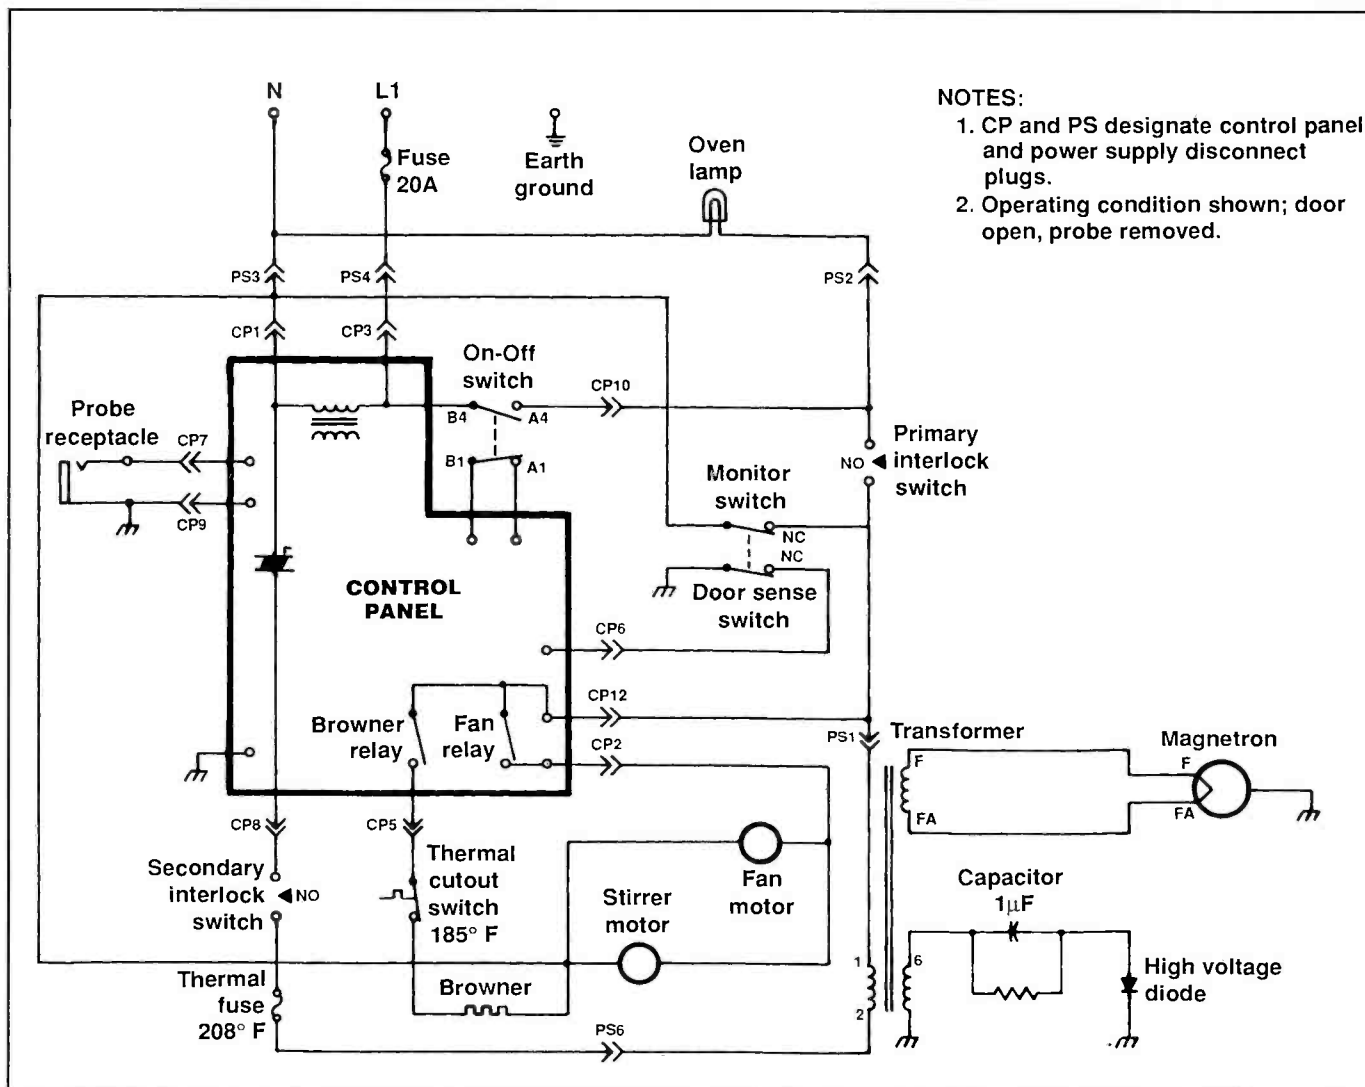 N
L1
Fuse
20A
Earth
ground
Oven
lamp
NOTES:
1. CP and PS designate control panel
and power supply disconnect
plugs.
2. Operating condition shown; door
open, probe removed.
PS3
PS4
PS2
CP1
CP3
On-Off
switch
CP10
B4
A4
Probe
receptacle
CP7
B1
A1
CP9
Primary
interlock
switch
NO
Monitor
switch
NC
NC
Door sense
switch
CONTROL
PANEL
CP6
CP12
Browner
relay
Fan
relay
CP2
PS1
Transformer
Magnetron
F
F
FA
FA
CP8
CP5
Secondary
interlock
switch
NO
Thermal
cutout
switch
185° F
Fan
motor
Stirrer
motor
Capacitor
1µF
1
6
2
High voltage
diode
Thermal
fuse
208° F
Browner
PS6